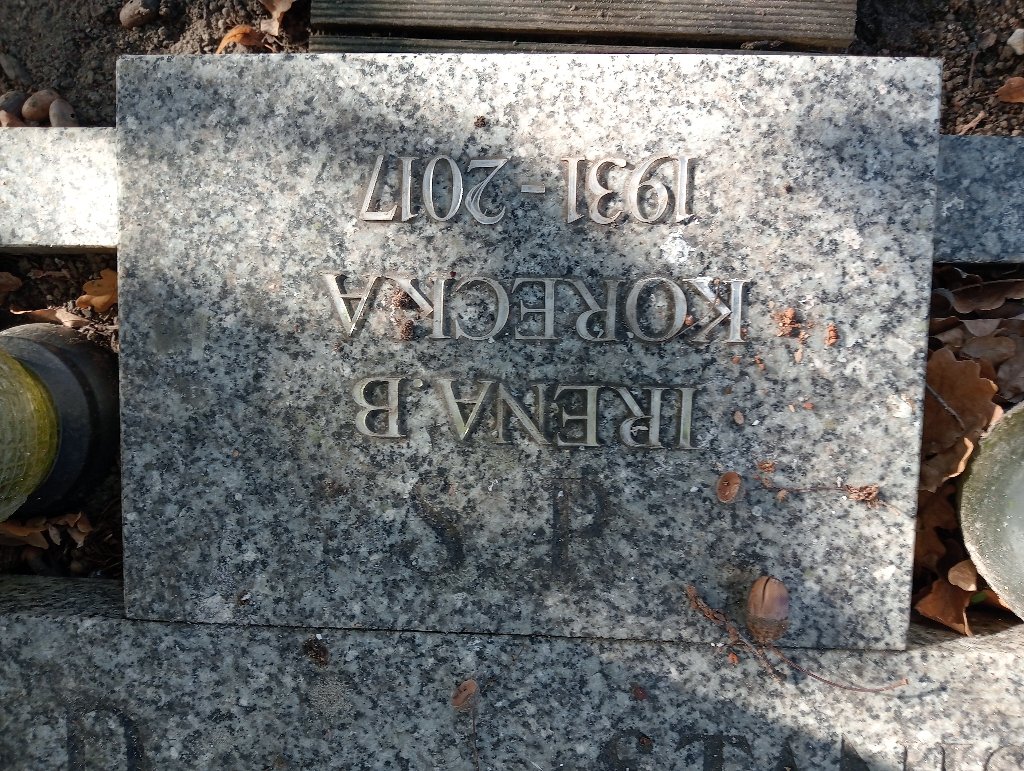 S P
IRENA.B
KORECKA
1931 - 2017